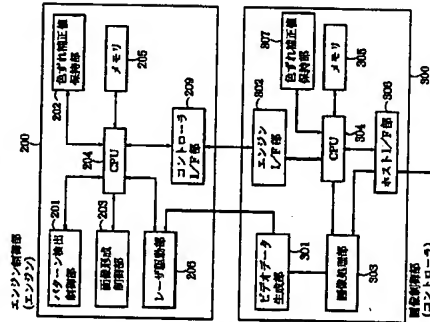 エンジン制御部
(エンジン)
200
201
パターン検出
制御部
202
色ずれ補正値
保持部
203
画像形成
制御部
204
CPU
205
メモリ
206
レーザ駆動部
209
コントローラ
I/F部
画像制御部
(コントローラ)
300
301
ビデオデータ
生成部
302
エンジン
I/F部
307
色ずれ補正値
保持部
303
画像処理部
CPU
304
メモリ
305
306
ホストI/F部